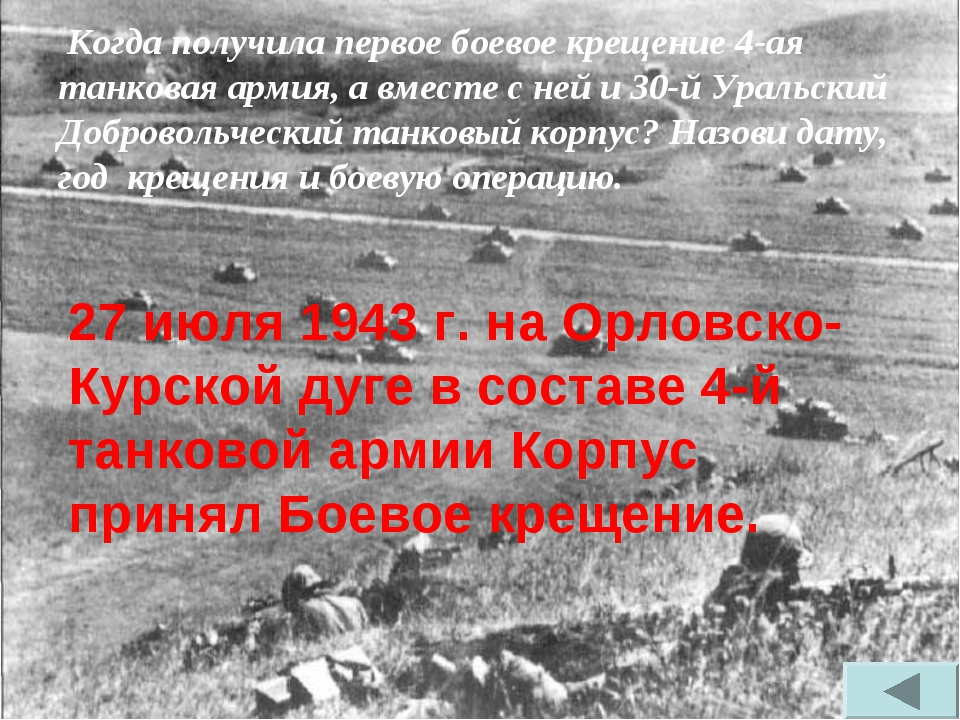 Когда получила первое боевое крещение 4-ая
танковая армия, а вместе с ней и 30-й Уральский
Добровольческий танковый корпус? Назови дату,
год крещения и боевую операцию.
27 июля 1943 г. на Орловско-
Курской дуге в составе 4-й
танковой армии Корпус
принял Боевое крещение.